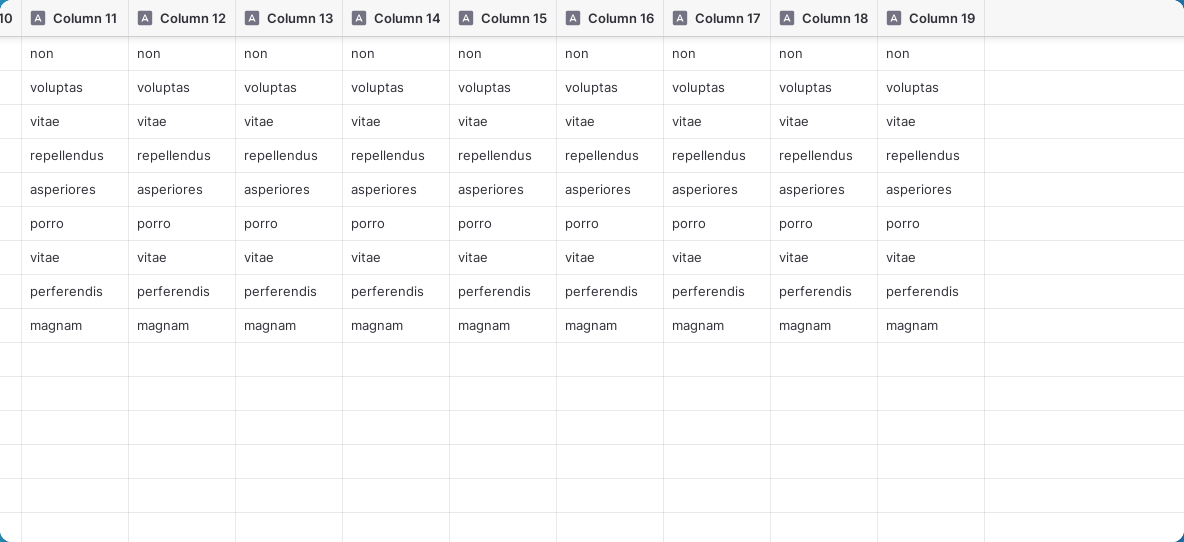 10 A Column 11 A Column 12 A Column 13 A Column 14 A Column 15 A Column 16 A Column 17 A Column 18 A Column 19
non non non non non non non non non
voluptas voluptas voluptas voluptas voluptas voluptas voluptas voluptas voluptas
vitae vitae vitae vitae vitae vitae vitae vitae vitae
repellendus repellendus repellendus repellendus repellendus repellendus repellendus repellendus repellendus
asperiores asperiores asperiores asperiores asperiores asperiores asperiores asperiores asperiores
porro porro porro porro porro porro porro porro porro
vitae vitae vitae vitae vitae vitae vitae vitae vitae
perferendis perferendis perferendis perferendis perferendis perferendis perferendis perferendis perferendis
magnam magnam magnam magnam magnam magnam magnam magnam magnam